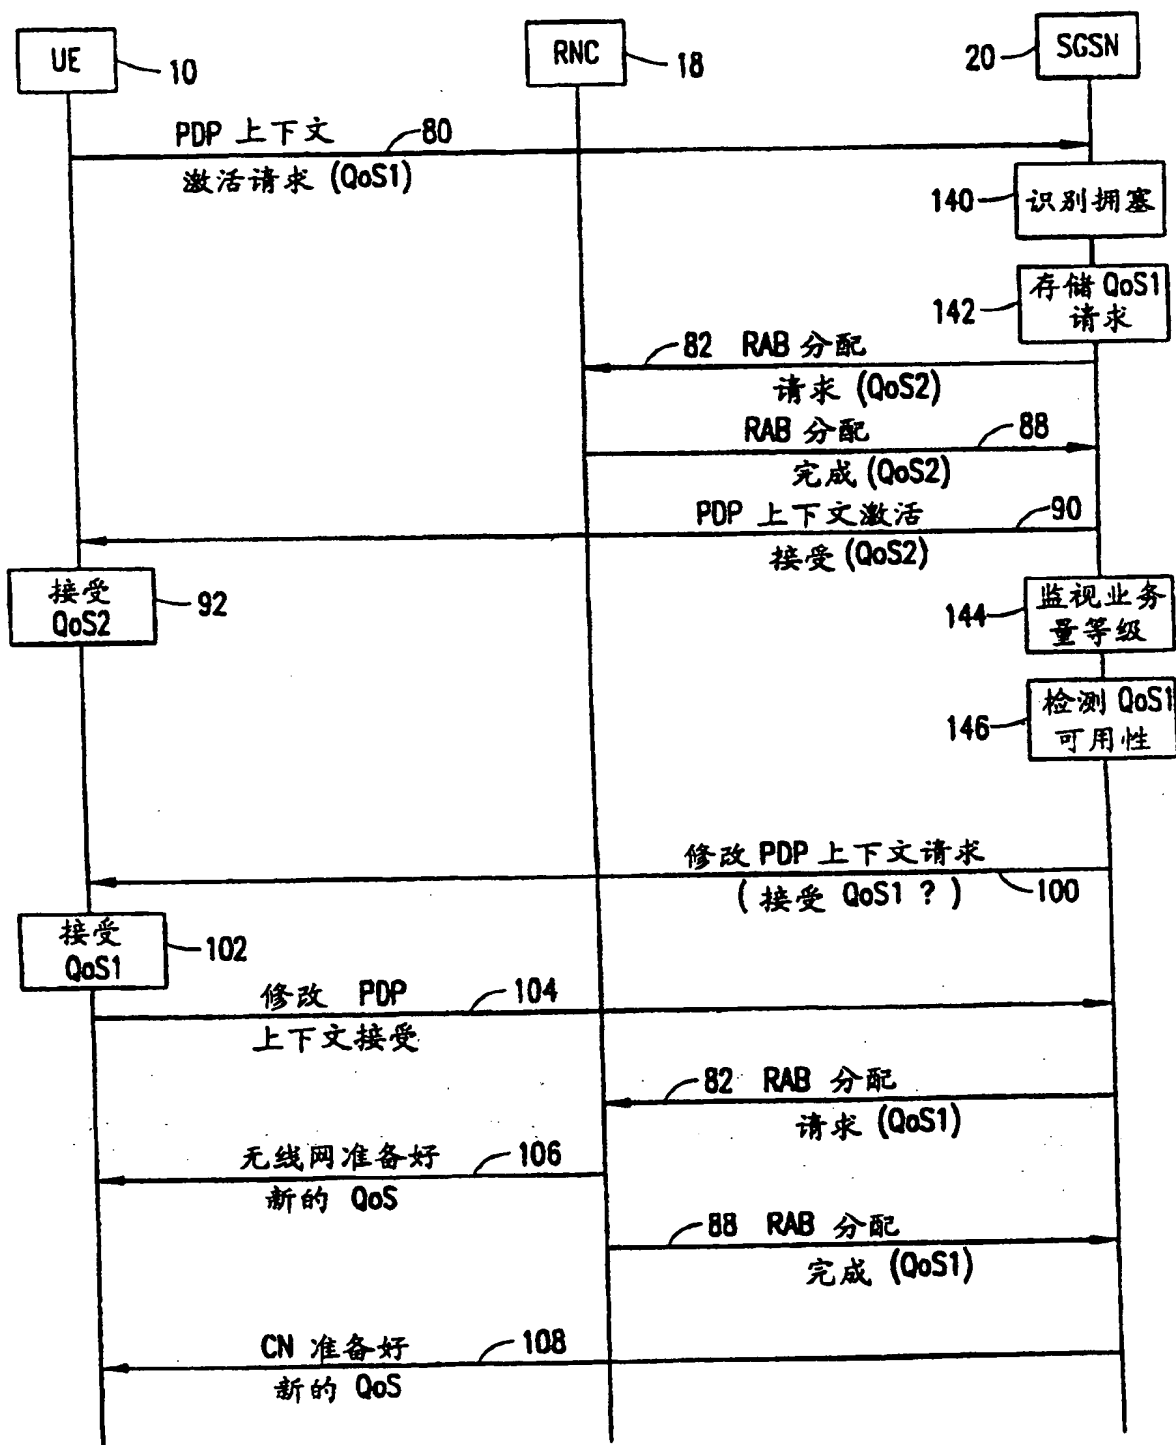 UE
10
RNC
18
20
SGSN
PDP 上下文
80
激活请求 (QoS1)
140
识别拥塞
142
存储 QoS1
请求
82 RAB 分配
请求 (QoS2)
RAB 分配
88
完成 (QoS2)
PDP 上下文激活
90
接受 (QoS2)
接受
QoS2
92
144
监视业务
量等级
146
检测 QoS1
可用性
修改 PDP 上下文请求
(接受 QoS1 ?)
100
接受
QoS1
102
修改 PDP
104
上下文接受
82 RAB 分配
请求 (QoS1)
无线网准备好
106
新的 QoS
88 RAB 分配
完成 (QoS1)
CN 准备好
108
新的 QoS